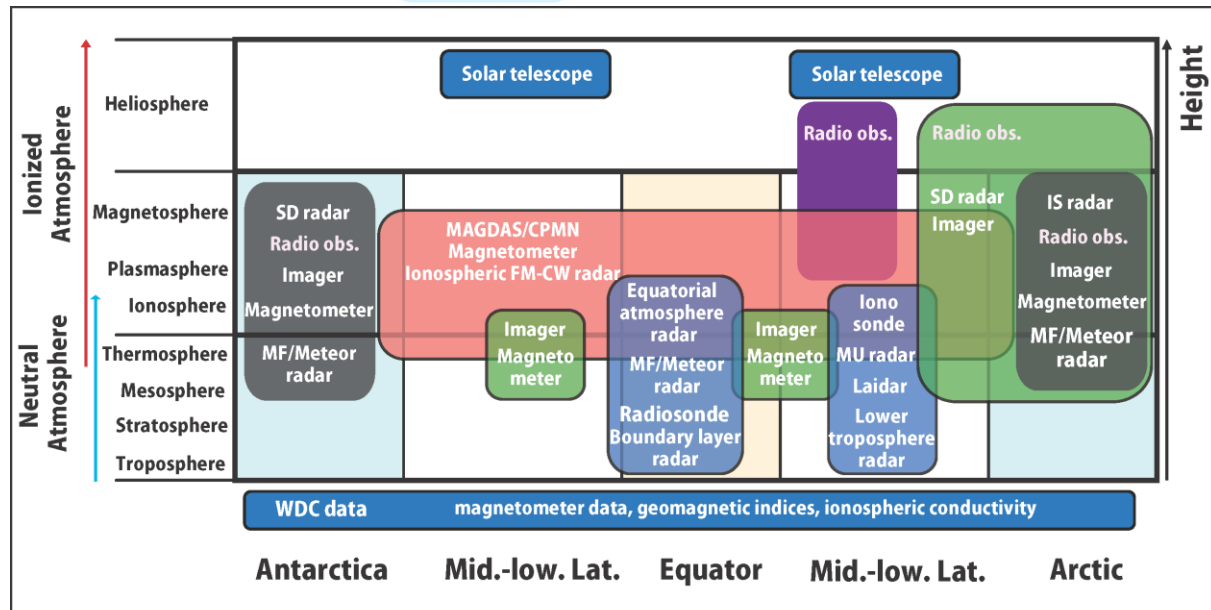 Height
Ionized
Atmosphere
Neutral
Atmosphere
Heliosphere
Magnetosphere
Plasmasphere
Ionosphere
Thermosphere
Mesosphere
Stratosphere
Troposphere
Solar telescope
Solar telescope
SD radar
Radio obs.
Imager
Magnetometer
MF/Meteor
radar
MAGDAS/CPMN
Magnetometer
Ionospheric FM-CW radar
Imager
Magneto
meter
Equatorial
atmosphere
radar
MF/Meteor
radar
Radiosonde
Boundary layer
radar
Imager
Magneto
meter
Radio obs.
Iono
sonde
MU radar
Laidar
Lower
troposphere
radar
Radio obs.
SD radar
Imager
IS radar
Radio obs.
Imager
Magnetometer
MF/Meteor
radar
WDC data magnetometer data, geomagnetic indices, ionospheric conductivity
Antarctica Mid.-low. Lat. Equator Mid.-low. Lat. Arctic